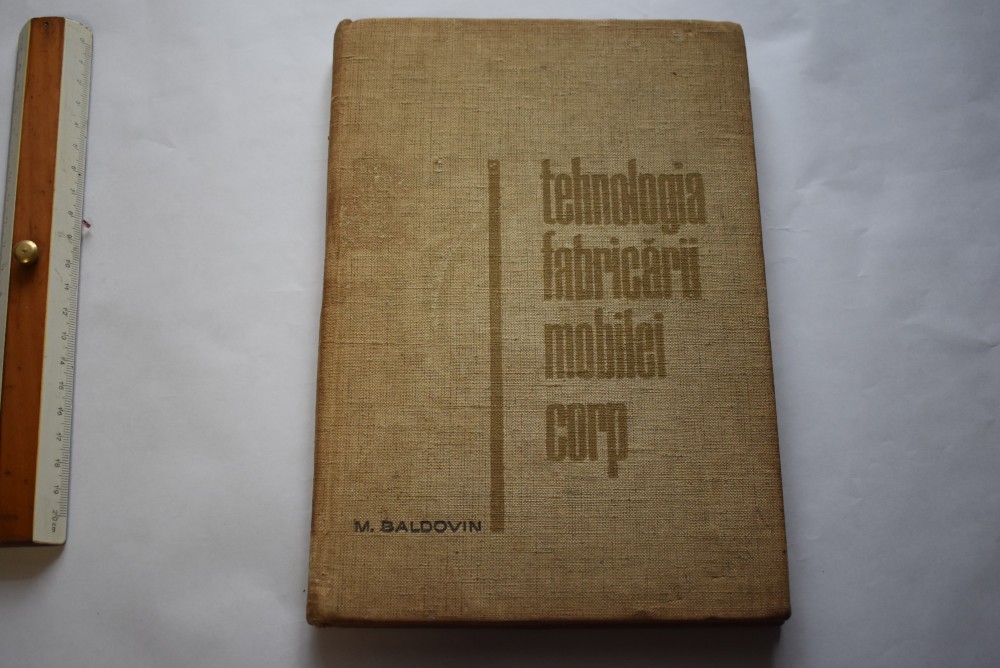 tehnologia
fabricării
mobilei
corp
M. BALDOVIN